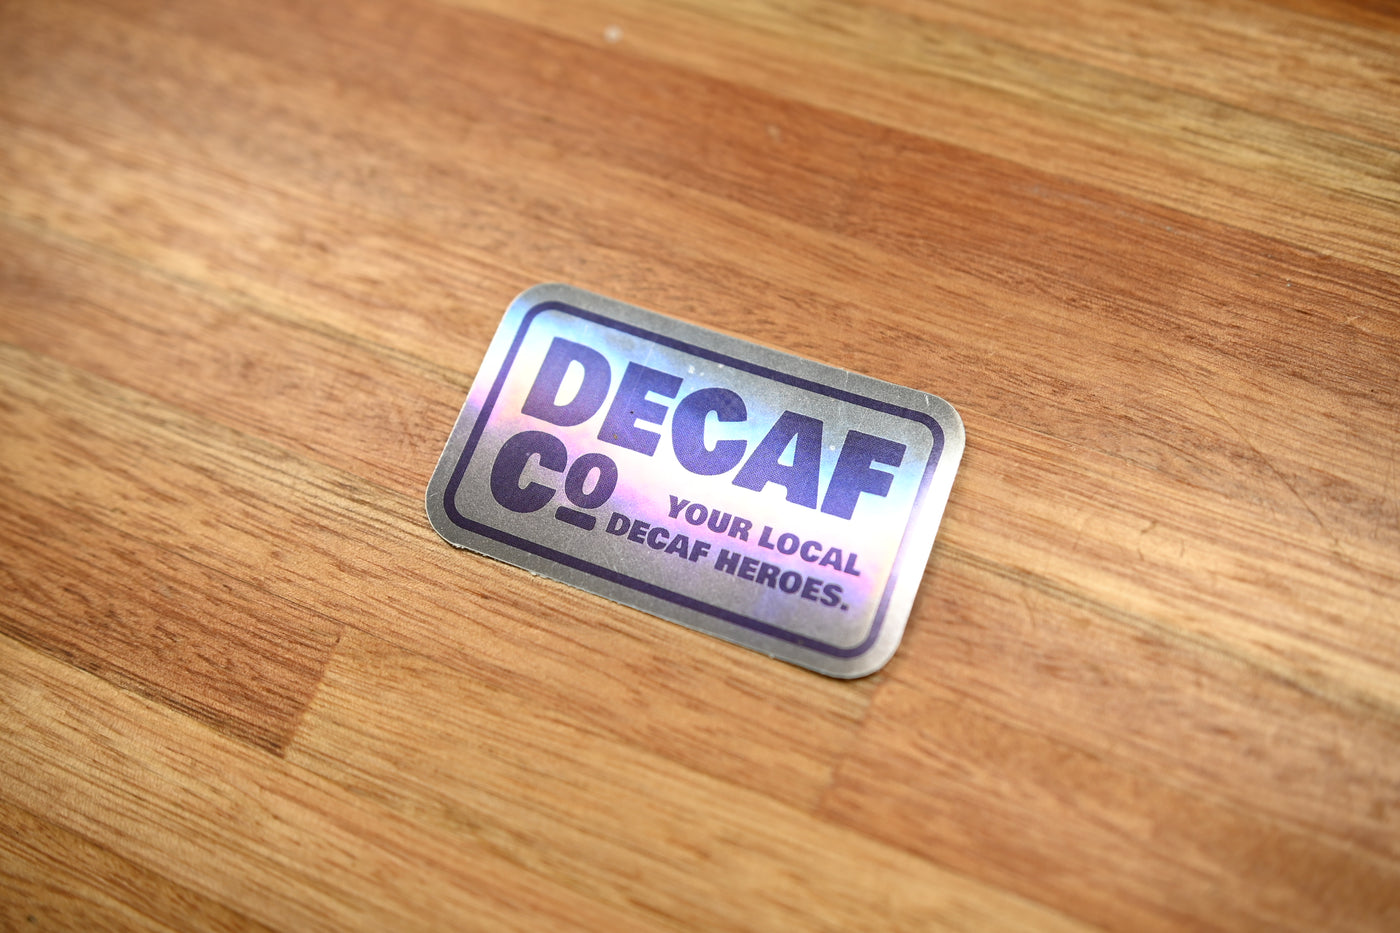 DECAF
Co
YOUR LOCAL
DECAF HEROES.